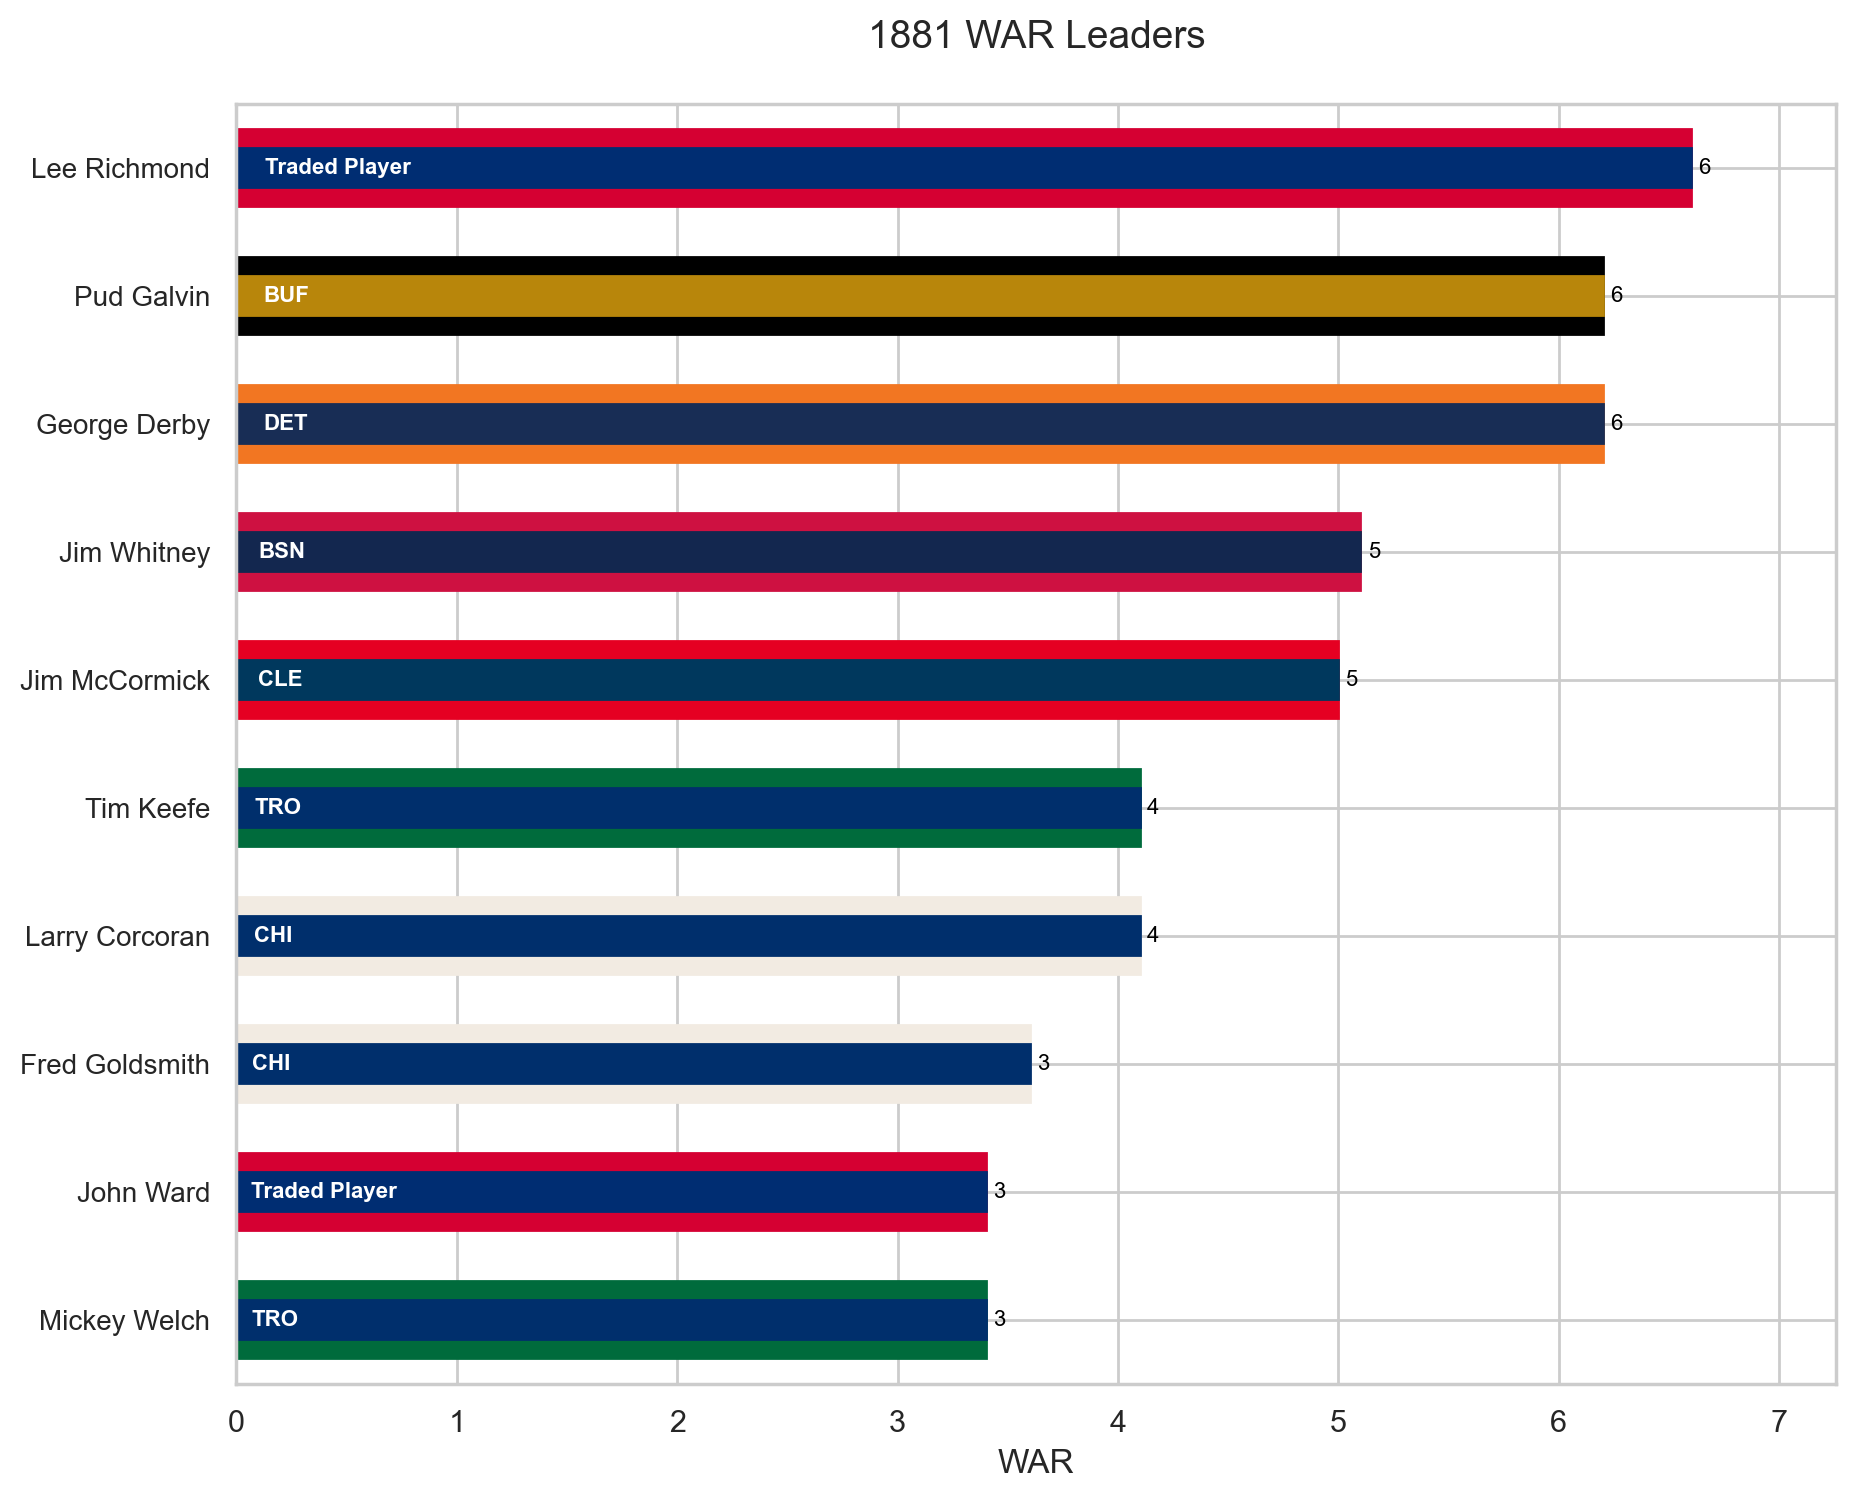 1881 WAR Leaders
Lee Richmond
Traded Player
6
Pud Galvin
BUF
6
George Derby
DET
6
Jim Whitney
BSN
5
Jim McCormick
CLE
5
Tim Keefe
TRO
4
Larry Corcoran
CHI
4
Fred Goldsmith
CHI
3
John Ward
Traded Player
3
Mickey Welch
TRO
3
0 1 2 3 4 5 6 7
WAR